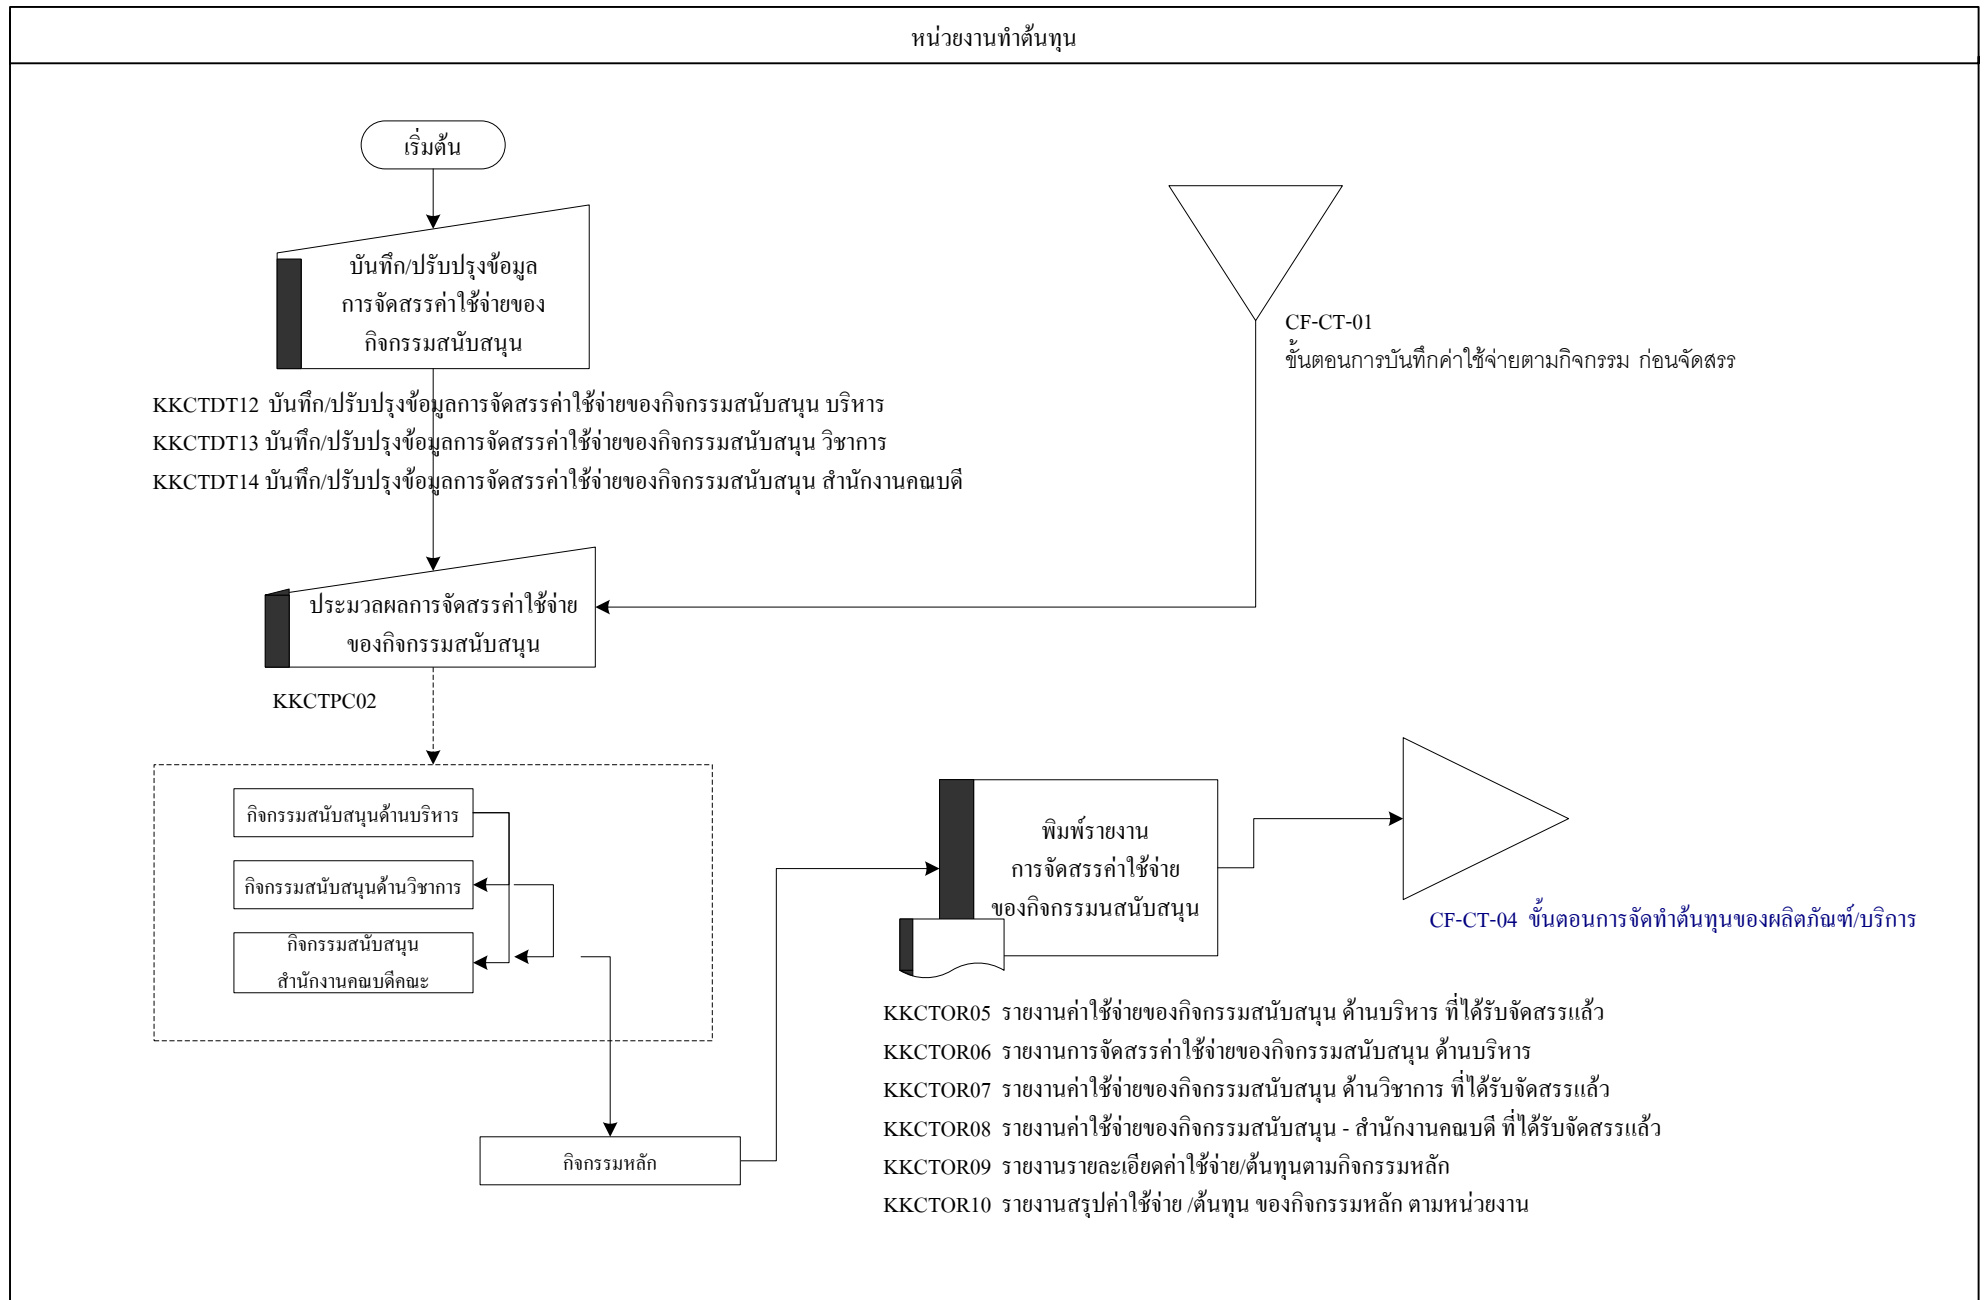 หน่วยงานทำต้นทุน
เริ่มต้น
บันทึก/ปรับปรุงข้อมูล
การจัดสรรค่าใช้จ่ายของ
กิจกรรมสนับสนุน
CF-CT-01
ขั้นตอนการบันทึกค่าใช้จ่ายตามกิจกรรม ก่อนจัดสรร
KKCTDT12 บันทึก/ปรับปรุงข้อมูลการจัดสรรค่าใช้จ่ายของกิจกรรมสนับสนุน บริหาร
KKCTDT13 บันทึก/ปรับปรุงข้อมูลการจัดสรรค่าใช้จ่ายของกิจกรรมสนับสนุน วิชาการ
KKCTDT14 บันทึก/ปรับปรุงข้อมูลการจัดสรรค่าใช้จ่ายของกิจกรรมสนับสนุน สำนักงานคณบดี
ประมวลผลการจัดสรรค่าใช้จ่าย
ของกิจกรรมสนับสนุน
KKCTPC02
กิจกรรมสนับสนุนด้านบริหาร
กิจกรรมสนับสนุนด้านวิชาการ
กิจกรรมสนับสนุน
สำนักงานคณบดีคณะ
กิจกรรมหลัก
พิมพ์รายงาน
การจัดสรรค่าใช้จ่าย
ของกิจกรรมนสนับสนุน
CF-CT-04 ขั้นตอนการจัดทำต้นทุนของผลิตภัณฑ์/บริการ
KKCTOR05 รายงานค่าใช้จ่ายของกิจกรรมสนับสนุน ด้านบริหาร ที่ได้รับจัดสรรแล้ว
KKCTOR06 รายงานการจัดสรรค่าใช้จ่ายของกิจกรรมสนับสนุน ด้านบริหาร
KKCTOR07 รายงานค่าใช้จ่ายของกิจกรรมสนับสนุน ด้านวิชาการ ที่ได้รับจัดสรรแล้ว
KKCTOR08 รายงานค่าใช้จ่ายของกิจกรรมสนับสนุน - สำนักงานคณบดี ที่ได้รับจัดสรรแล้ว
KKCTOR09 รายงานรายละเอียดค่าใช้จ่าย/ต้นทุนตามกิจกรรมหลัก
KKCTOR10 รายงานสรุปค่าใช้จ่าย /ต้นทุน ของกิจกรรมหลัก ตามหน่วยงาน